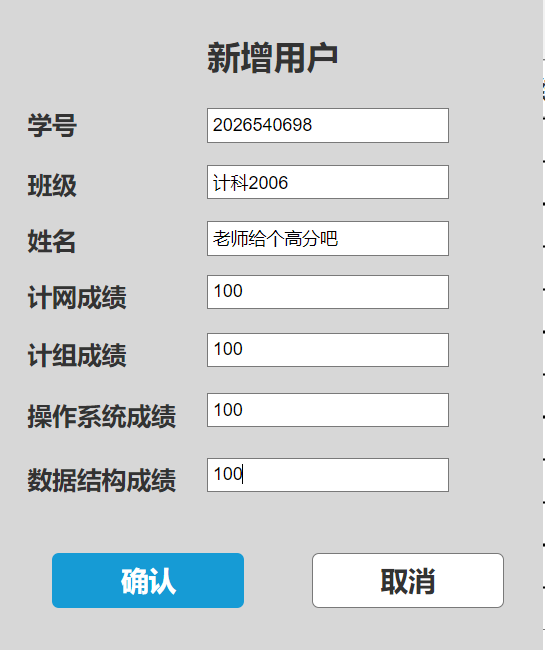 新增用户
学号 2026540698
班级 计科2006
姓名 老师给个高分吧
计网成绩 100
计组成绩 100
操作系统成绩 100
数据结构成绩 100
确认 取消